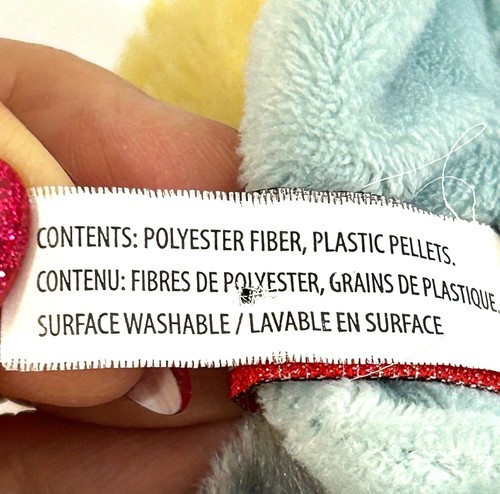 CONTENTS: POLYESTER FIBER, PLASTIC PELLETS.
CONTENU: FIBRES DE POLYESTER, GRAINS DE PLASTIQUE.
SURFACE WASHABLE / LAVABLE EN SURFACE